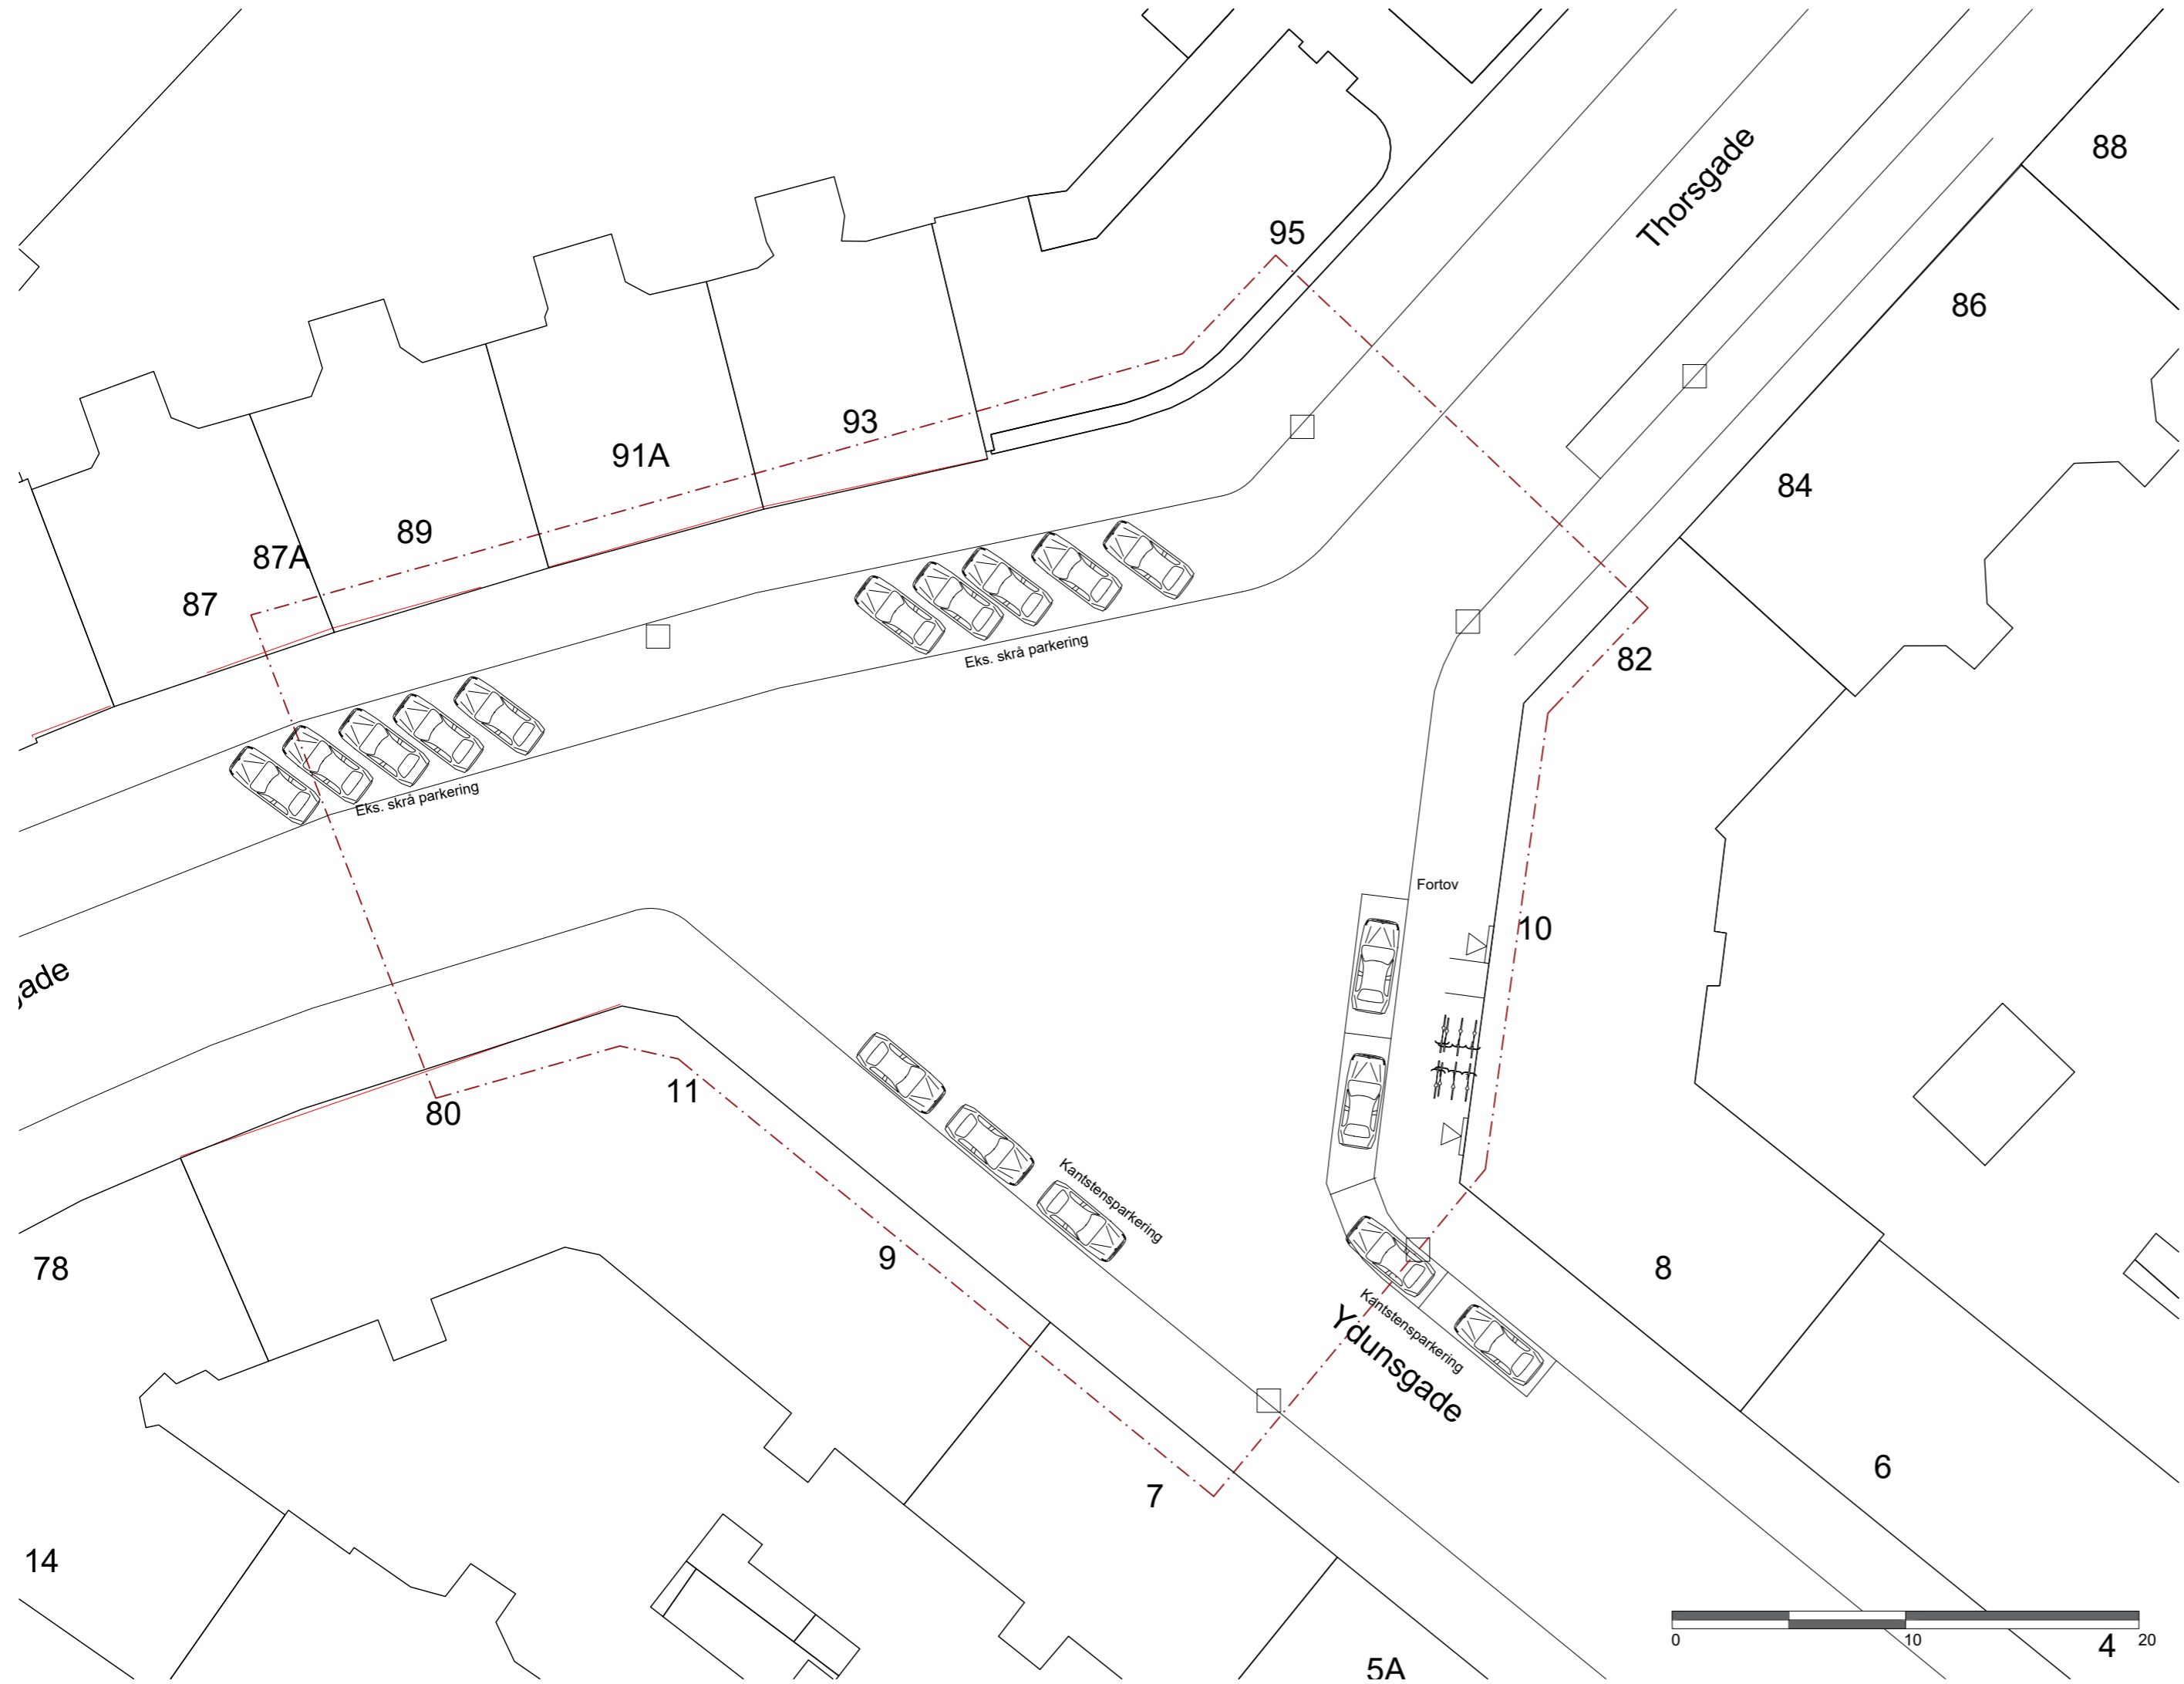 Thorsgade
88
95
86
93
91A
84
89
87A
87
82
Eks. skrå parkering
Eks. skrå parkering
Fortov
10
ade
11
80
Kantstensparkering
9
78
8
Kantstensparkering
Ydunsgade
6
7
14
0
10
20
4
5A